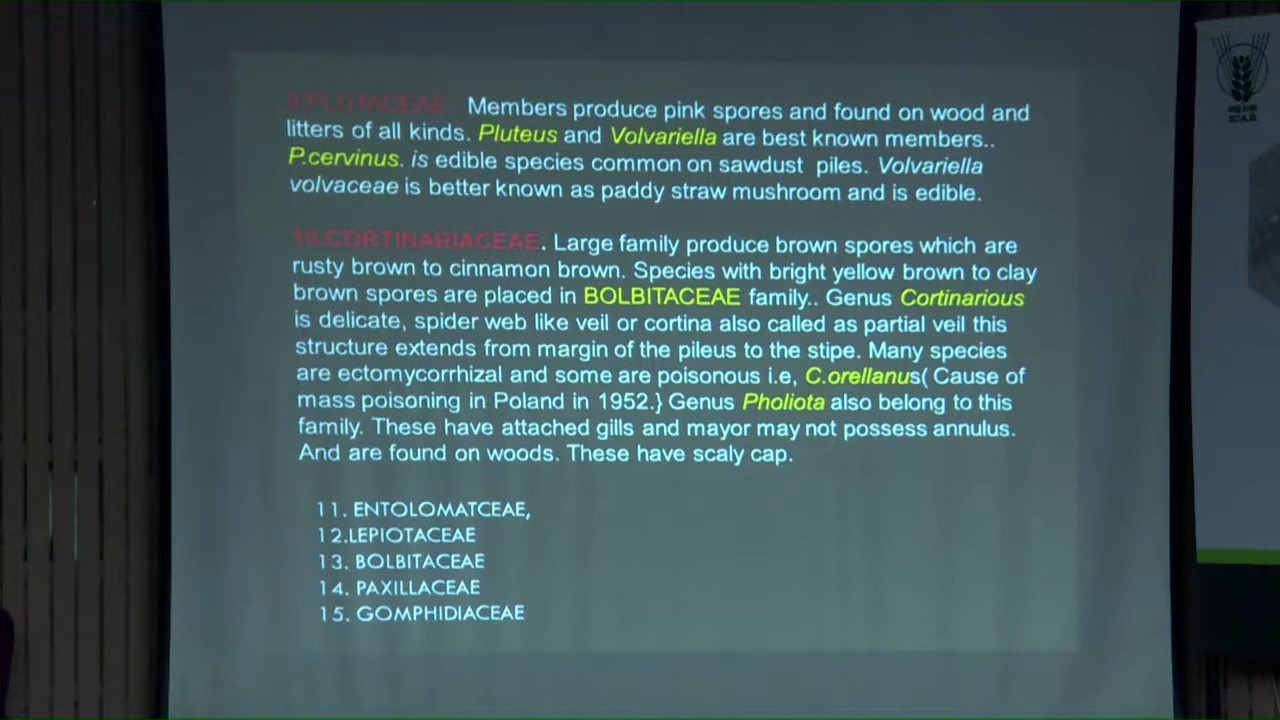 9.PLUTACEAE. Members produce pink spores and found on wood and
litters of all kinds. Pluteus and Volvariella are best known members..
P.cervinus. is edible species common on sawdust piles. Volvariella
volvaceae is better known as paddy straw mushroom and is edible.
10.CORTINARIACEAE. Large family produce brown spores which are
rusty brown to cinnamon brown. Species with bright yellow brown to clay
brown spores are placed in BOLBITACEAE family.. Genus Cortinarious
is delicate, spider web like veil or cortina also called as partial veil this
structure extends from margin of the pileus to the stipe. Many species
are ectomycorrhizal and some are poisonous i.e, C.orellanus( Cause of
mass poisoning in Poland in 1952.} Genus Pholiota also belong to this
family. These have attached gills and mayor may not possess annulus.
And are found on woods. These have scaly cap.
11. ENTOLOMATCEAE,
12.LEPIOTACEAE
13. BOLBITACEAE
14. PAXILLACEAE
15. GOMPHIDIACEAE
ICAR